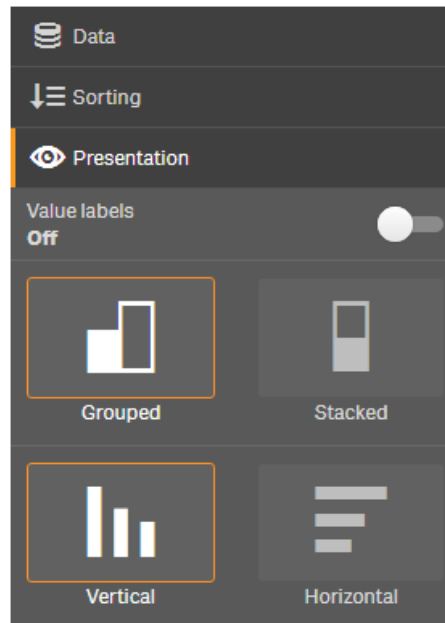 Data
Sorting
Presentation
Value labels
Off
Grouped
Stacked
Vertical
Horizontal